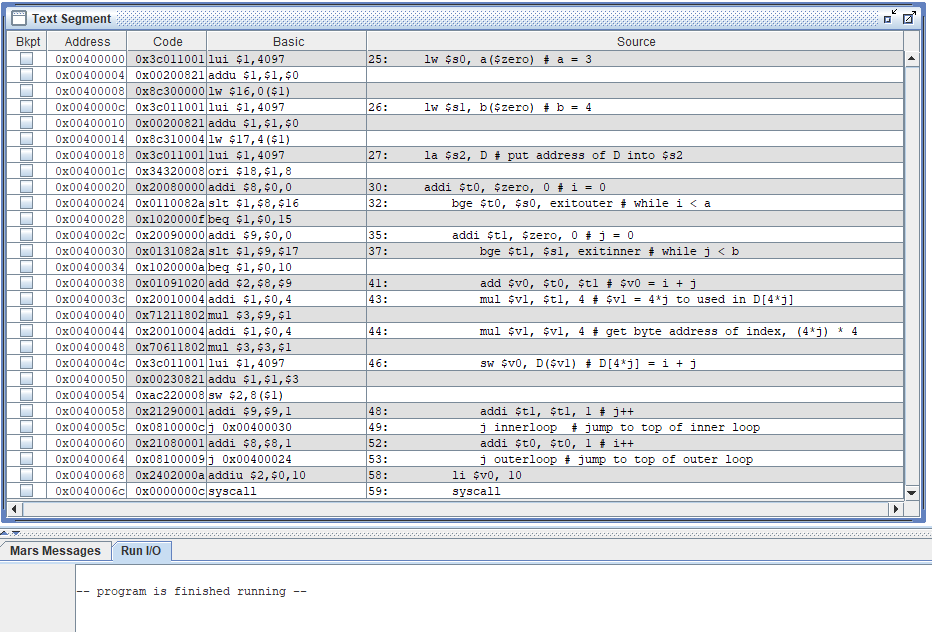 Text Segment
Bkpt Address Code Basic Source
0x00400000 0x3c011001 lui $1,4097 25: lw $s0, a($zero) # a = 3
0x00400004 0x00200821 addu $1,$1,$0
0x00400008 0x8c300000 lw $16,0($1)
0x0040000c 0x3c011001 lui $1,4097 26: lw $s1, b($zero) # b = 4
0x00400010 0x00200821 addu $1,$1,$0
0x00400014 0x8c310004 lw $17,4($1)
0x00400018 0x3c011001 lui $1,4097 27: la $s2, D # put address of D into $s2
0x0040001c 0x34320008 ori $18,$1,8
0x00400020 0x20080000 addi $8,$0,0 30: addi $t0, $zero, 0 # i = 0
0x00400024 0x0110082a slt $1,$8,$16 32: bge $t0, $s0, exitouter # while i < a
0x00400028 0x1020000f beq $1,$0,15
0x0040002c 0x20090000 addi $9,$0,0 35: addi $t1, $zero, 0 # j = 0
0x00400030 0x0131082a slt $1,$9,$17 37: bge $t1, $s1, exitinner # while j < b
0x00400034 0x1020000a beq $1,$0,10
0x00400038 0x01091020 add $2,$8,$9 41: add $v0, $t0, $t1 # $v0 = i + j
0x0040003c 0x20010004 addi $1,$0,4 43: mul $v1, $t1, 4 # $v1 = 4*j to used in D[4*j]
0x00400040 0x71211802 mul $3,$9,$1
0x00400044 0x20010004 addi $1,$0,4 44: mul $v1, $v1, 4 # get byte address of index, (4*j) * 4
0x00400048 0x70611802 mul $3,$3,$1
0x0040004c 0x3c011001 lui $1,4097 46: sw $v0, D($v1) # D[4*j] = i + j
0x00400050 0x00230821 addu $1,$1,$3
0x00400054 0xac220008 sw $2,8($1)
0x00400058 0x21290001 addi $9,$9,1 48: addi $t1, $t1, 1 # j++
0x0040005c 0x0810000c j 0x00400030 49: j innerloop # jump to top of inner loop
0x00400060 0x21080001 addi $8,$8,1 52: addi $t0, $t0, 1 # i++
0x00400064 0x08100009 j 0x00400024 53: j outerloop # jump to top of outer loop
0x00400068 0x2402000a addiu $2,$0,10 58: li $v0, 10
0x0040006c 0x0000000c syscall 59: syscall
Mars Messages Run I/O
-- program is finished running --